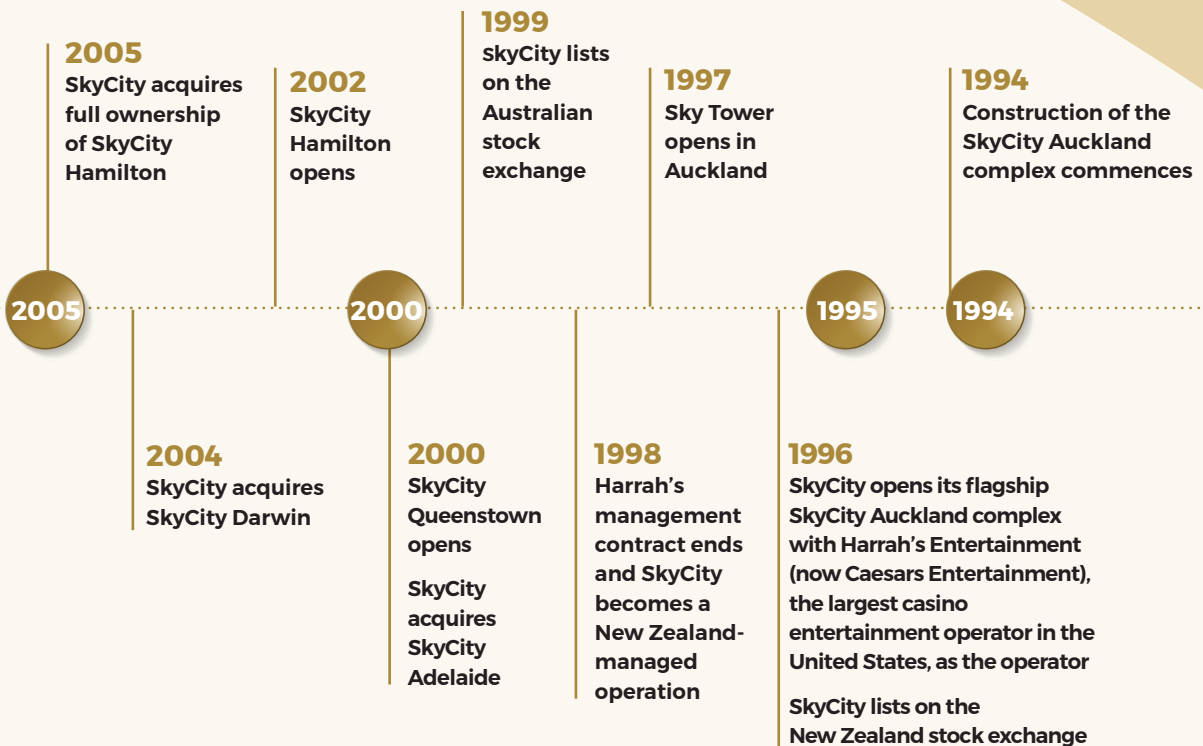 2005
SkyCity acquires
full ownership
of SkyCity
Hamilton
2002
SkyCity
Hamilton
opens
1999
SkyCity lists
on the
Australian
stock
exchange
1997
Sky Tower
opens in
Auckland
1994
Construction of the
SkyCity Auckland
complex commences
2005
2000
1995
1994
2004
SkyCity acquires
SkyCity Darwin
2000
SkyCity
Queenstown
opens
SkyCity
acquires
SkyCity
Adelaide
1998
Harrah’s
management
contract ends
and SkyCity
becomes a
New Zealand-
managed
operation
1996
SkyCity opens its flagship
SkyCity Auckland complex
with Harrah’s Entertainment
(now Caesars Entertainment),
the largest casino
entertainment operator in the
United States, as the operator
SkyCity lists on the
New Zealand stock exchange